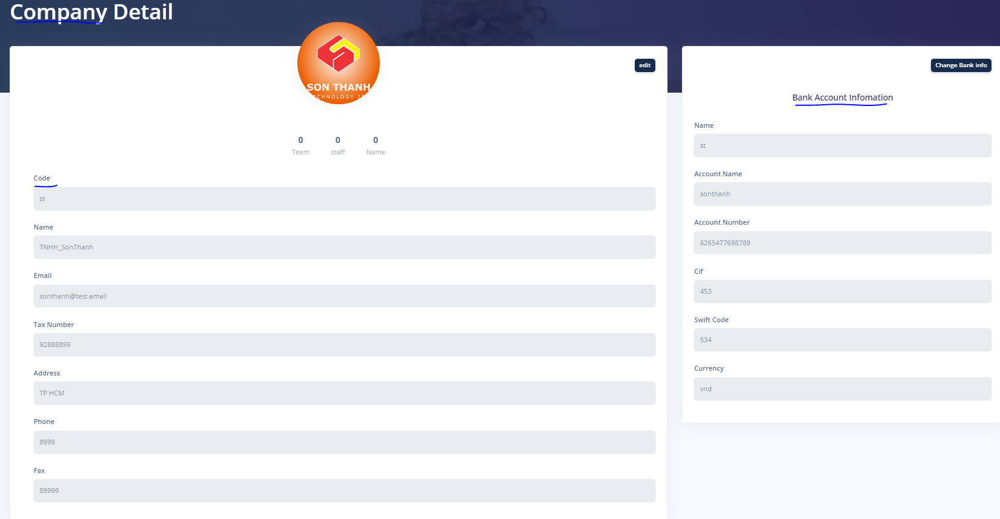 Company Detail
SON THANH
CHNOLOGY JS
edit
0 0 0
Team staff Name
Code
st
Name
TNHH_SonThanh
Email
sonthanh@test.email
Tax Number
92888899
Address
TP HCM
Phone
8999
Fax
89999
Change Bank info
Bank Account Infomation
Name
st
Account Name
sonthanh
Account Number
6265477698789
Cif
453
Swift Code
534
Currency
vnd